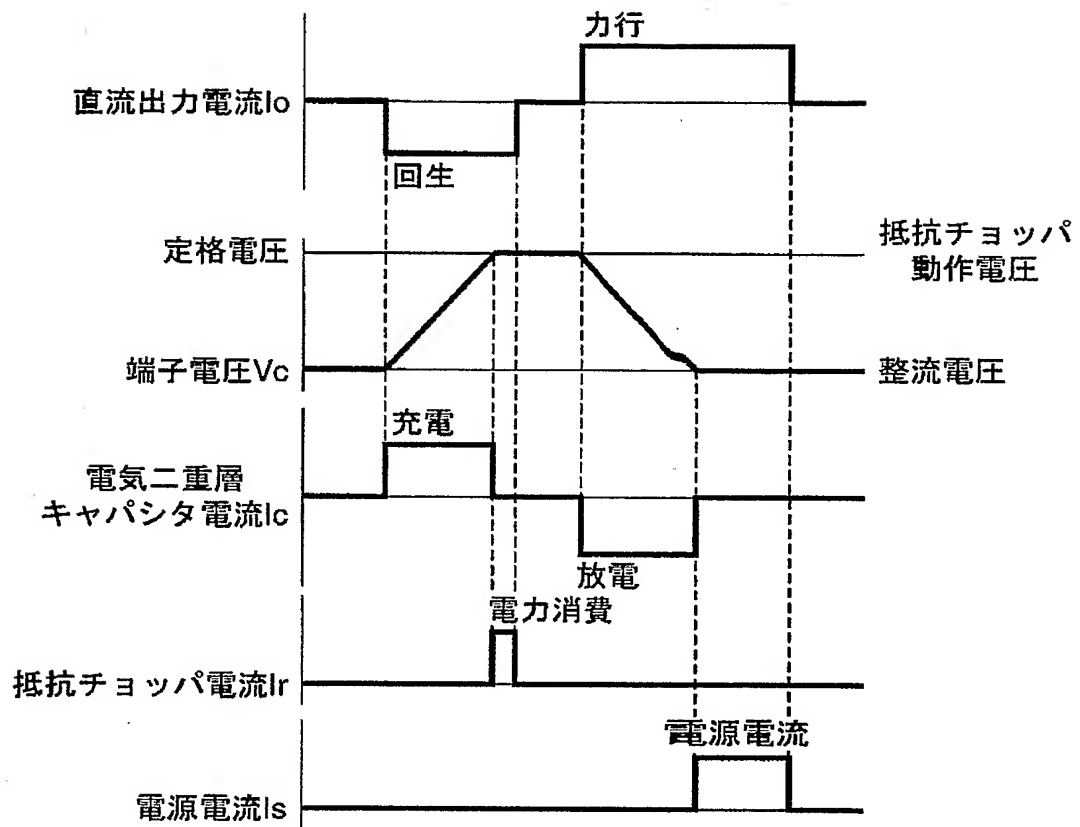 力行
直流出力電流Io
回生
定格電圧
抵抗チョッパ
動作電圧
端子電圧Vc
整流電圧
充電
電気二重層
キャパシタ電流Ic
放電
電力消費
抵抗チョッパ電流Ir
電源電流
電源電流Is